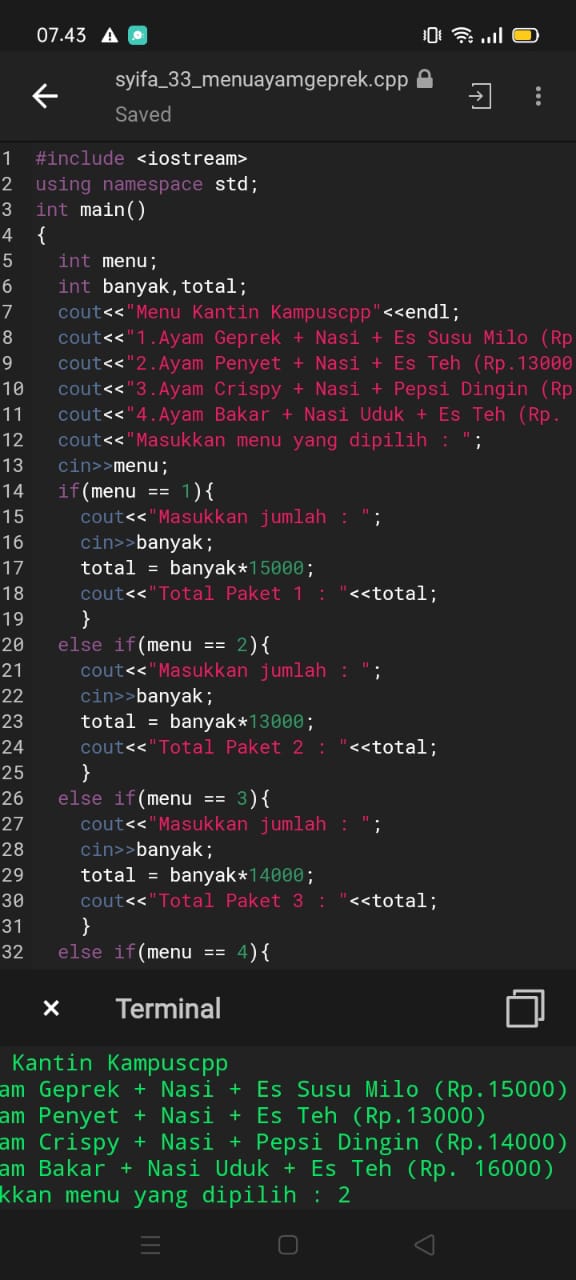 07.43
syifa_33_menuayamgeprek.cpp
Saved
1 #include <iostream>
2 using namespace std;
3 int main()
4 {
5 int menu;
6 int banyak,total;
7 cout<<"Menu Kantin Kampuscpp"<<endl;
8 cout<<"1.Ayam Geprek + Nasi + Es Susu Milo (Rp
9 cout<<"2.Ayam Penyet + Nasi + Es Teh (Rp.13000
10 cout<<"3.Ayam Crispy + Nasi + Pepsi Dingin (Rp
11 cout<<"4.Ayam Bakar + Nasi Uduk + Es Teh (Rp.
12 cout<<"Masukkan menu yang dipilih : ";
13 cin>>menu;
14 if(menu == 1){
15 cout<<"Masukkan jumlah : ";
16 cin>>banyak;
17 total = banyak*15000;
18 cout<<"Total Paket 1 : "<<total;
19 }
20 else if(menu == 2){
21 cout<<"Masukkan jumlah : ";
22 cin>>banyak;
23 total = banyak*13000;
24 cout<<"Total Paket 2 : "<<total;
25 }
26 else if(menu == 3){
27 cout<<"Masukkan jumlah : ";
28 cin>>banyak;
29 total = banyak*14000;
30 cout<<"Total Paket 3 : "<<total;
31 }
32 else if(menu == 4){
Terminal
Kantin Kampuscpp
am Geprek + Nasi + Es Susu Milo (Rp.15000)
am Penyet + Nasi + Es Teh (Rp.13000)
am Crispy + Nasi + Pepsi Dingin (Rp.14000)
am Bakar + Nasi Uduk + Es Teh (Rp. 16000)
kkan menu yang dipilih : 2